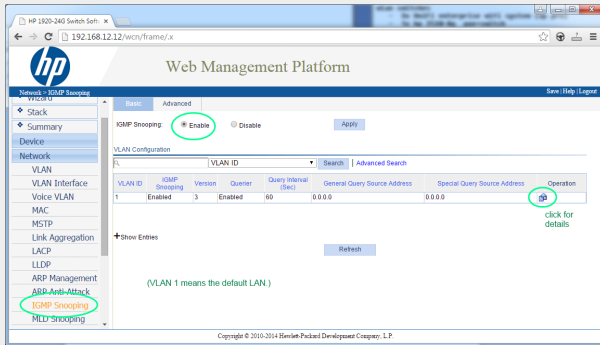 HP 1920-24G Switch Softw
192.168.12.12/wcn/frame/.x
hp
Web Management Platform
Network > IGMP Snooping
Save | Help | Logout
Wizard
Stack
Summary
Device
Network
VLAN
VLAN Interface
Voice VLAN
MAC
MSTP
Link Aggregation
LACP
LLDP
ARP Management
ARP Anti-Attack
IGMP Snooping
MLD Snooping
Basic Advanced
IGMP Snooping: Enable Disable Apply
VLAN Configuration
VLAN ID Search | Advanced Search
VLAN ID IGMP Snooping Version Querier Query Interval (Sec) General Query Source Address Special Query Source Address Operation
1 Enabled 3 Enabled 60 0.0.0.0 0.0.0.0
click for
details
Show Entries
Refresh
(VLAN 1 means the default LAN.)
Copyright © 2010-2014 Hewlett-Packard Development Company, L.P.